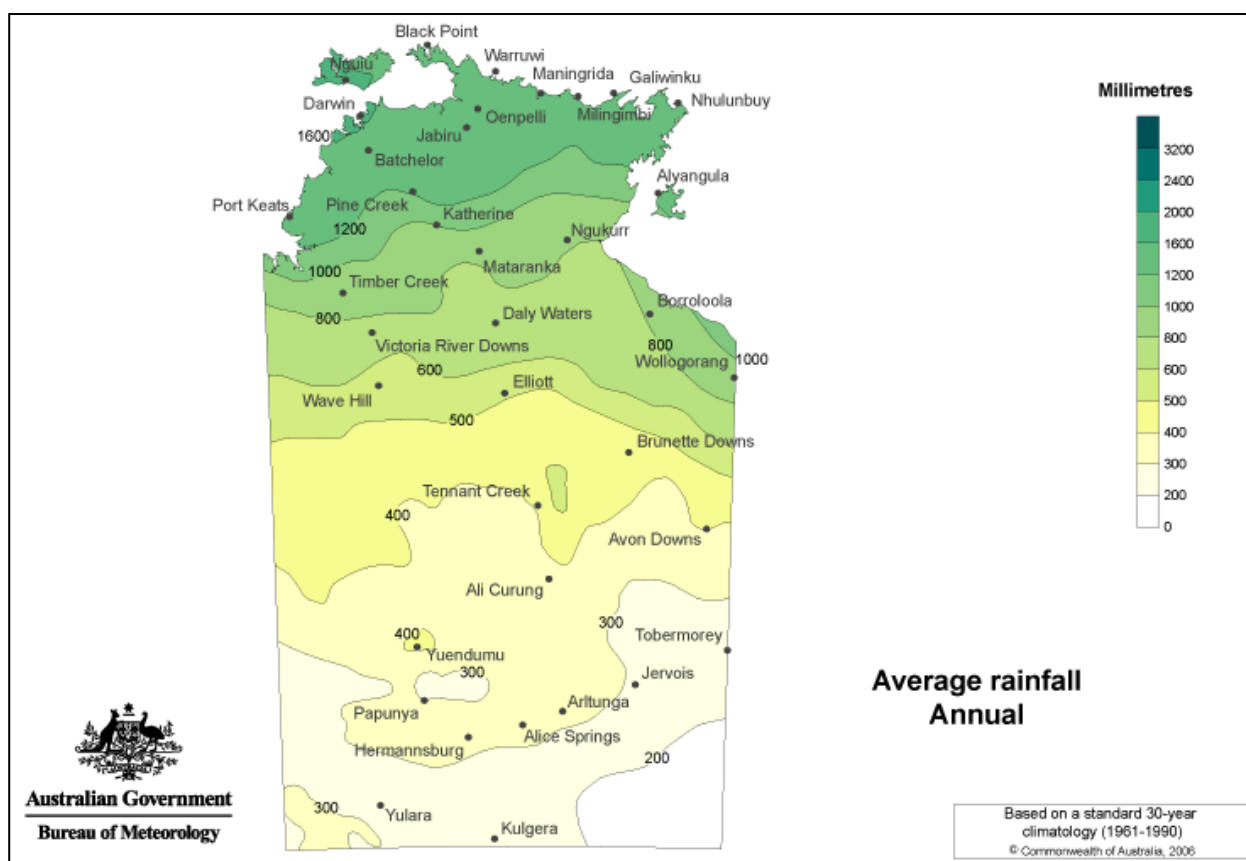 Black Point
Warruwi
Nguiu
Maningrida
Galiwinku
Millimetres
Darwin
Nhulunbuy
Oenpelli
Milingimbi
1600
Jabiru
3200
Batchelor
2400
Alyangula
2000
Port Keats
Pine Creek
Katherine
1200
1600
Ngukurr
1000
Mataranka
1200
Timber Creek
1000
Borroloola
800
Daly Waters
800
Victoria River Downs
800
Wollogorang
1000
600
600
Wave Hill
Elliott
500
500
400
Brunette Downs
300
Tennant Creek
200
400
0
Avon Downs
Ali Curung
300
Tobermorey
400
Yuendumu
300
Jervois
Average rainfall
Annual
Papunya
Arltunga
Alice Springs
Hermannsburg
200
Australian Government
Bureau of Meteorology
300
Yulara
Kulgera
Based on a standard 30-year
climatology (1961-1990)
© Commonwealth of Australia, 2006